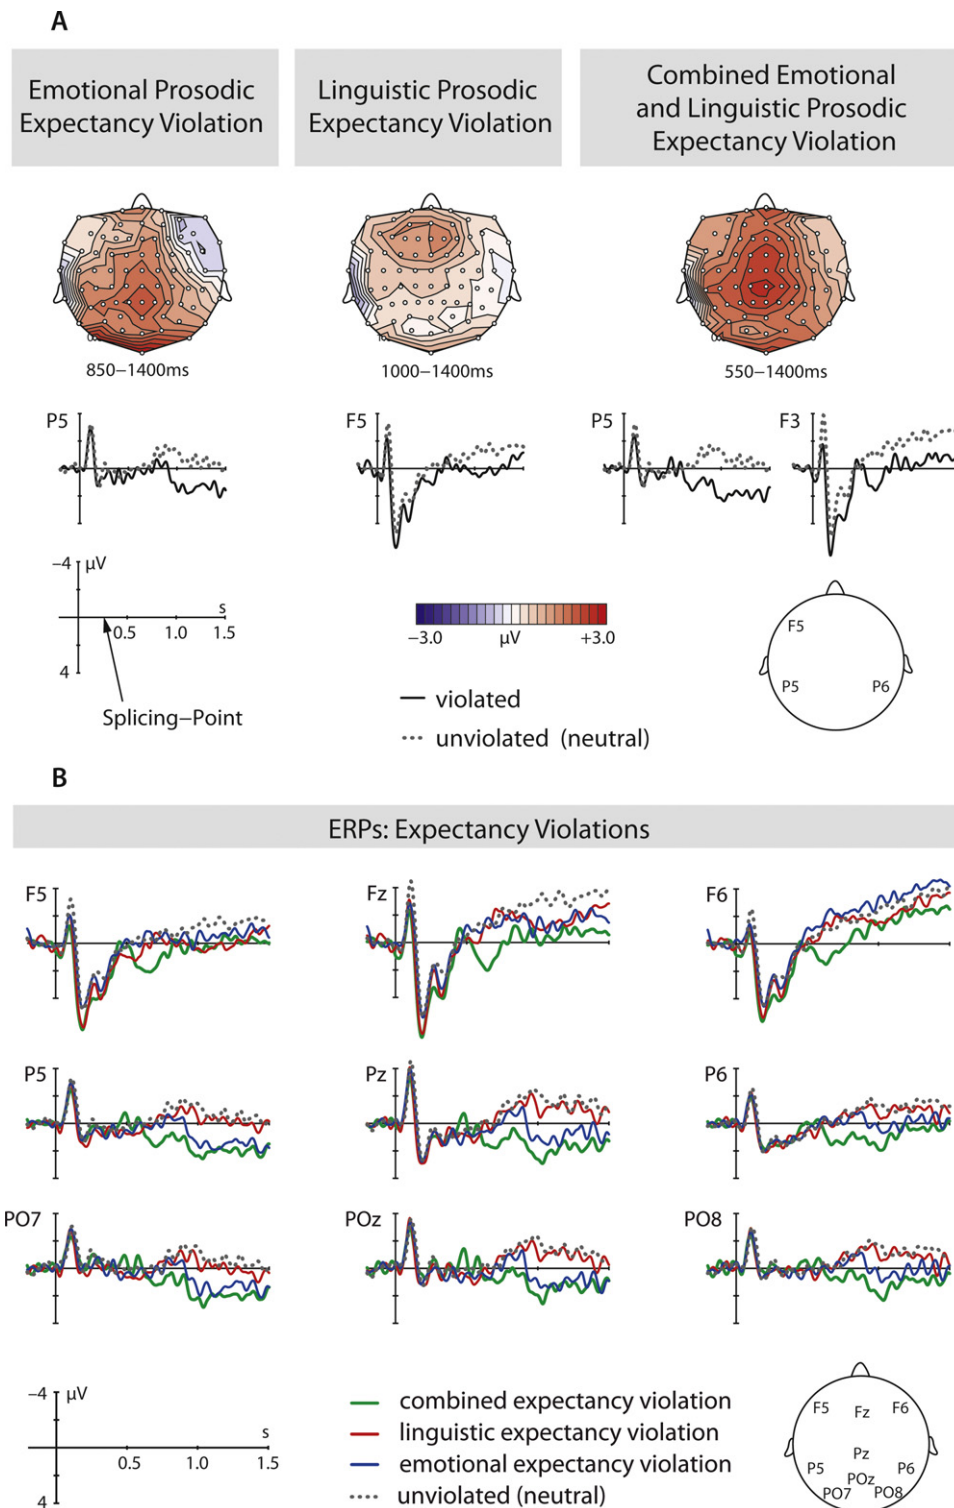 A
Emotional Prosodic
Expectancy Violation
Linguistic Prosodic
Expectancy Violation
Combined Emotional
and Linguistic Prosodic
Expectancy Violation
850–1400ms
1000–1400ms
550–1400ms
P5
F5
P5
F3
−4
µV
s
0.5
1.0
1.5
4
Splicing–Point
−3.0
µV
+3.0
violated
unviolated (neutral)
F5
P5
P6
B
ERPs: Expectancy Violations
F5
Fz
F6
P5
Pz
P6
PO7
POz
PO8
−4
µV
s
0.5
1.0
1.5
4
combined expectancy violation
linguistic expectancy violation
emotional expectancy violation
unviolated (neutral)
F5
Fz
F6
Pz
P5
P6
POz
PO7
PO8